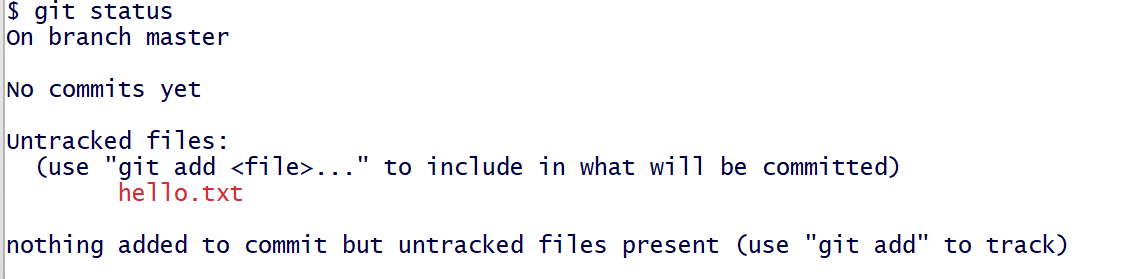 $ git status
On branch master
No commits yet
Untracked files:
(use "git add <file>..." to include in what will be committed)
hello.txt
nothing added to commit but untracked files present (use "git add" to track)